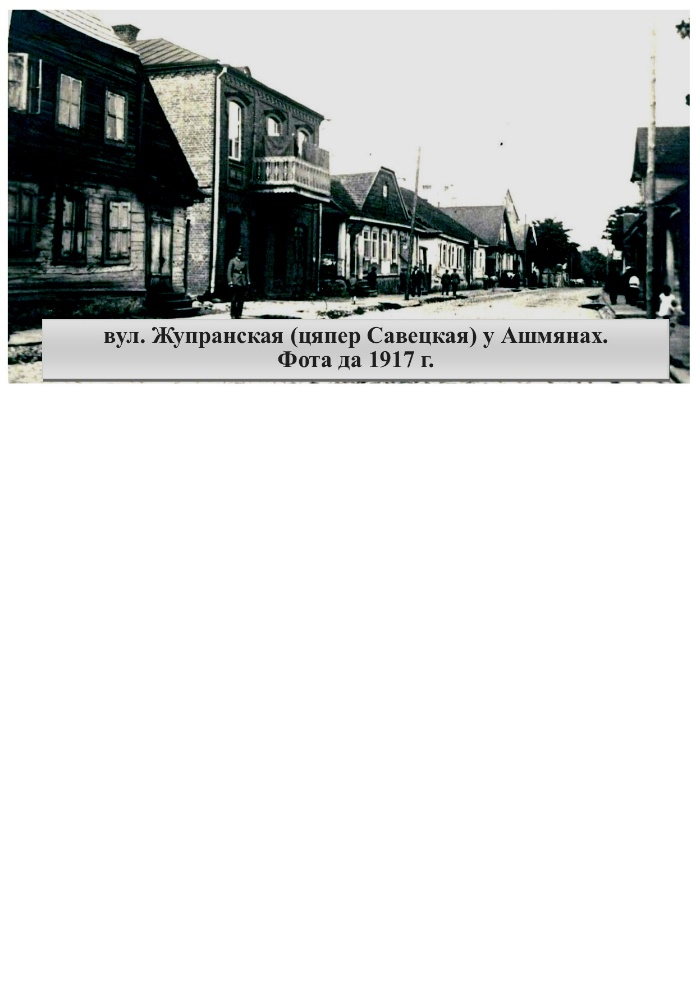 вул. Жупранская (цяпер Савецкая) у Ашмянах.
Фота да 1917 г.